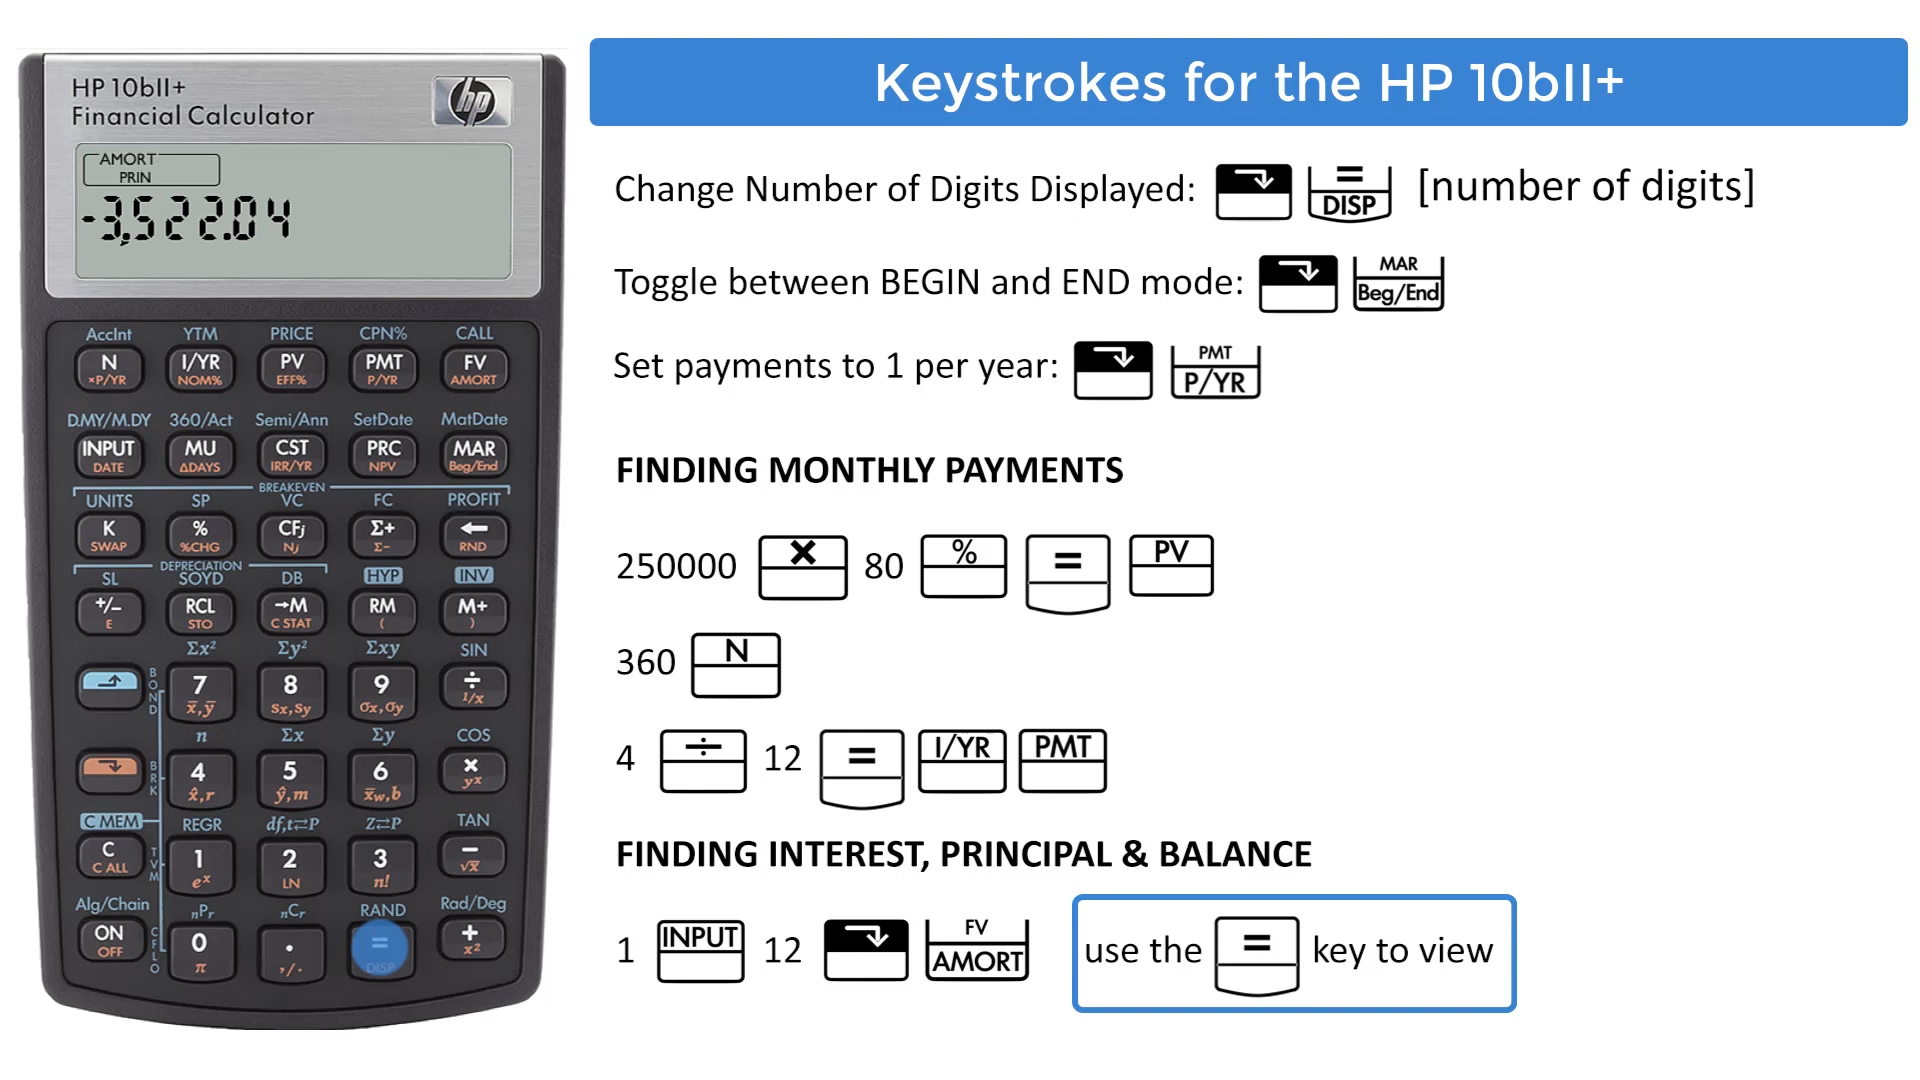 HP 10bII+
Financial Calculator
hp
AMORT
PRIN
-3,522.04
AccInt YTM PRICE CPN% CALL
N I/YR PV PMT FV
×P/YR NOM% EFF% P/YR AMORT
D.MY/M.DY 360/Act Semi/Ann SetDate MatDate
INPUT MU CST PRC MAR
DATE ΔDAYS IRR/YR NPV Beg/End
BREAKEVEN
UNITS SP VC FC PROFIT
K % CFj Σ+ ←
SWAP %CHG Nj Σ− RND
DEPRECIATION
SL SOYD DB HYP INV
+/− RCL →M RM M+
E STO C STAT ( )
Σx² Σy² Σxy SIN
BOND
7 8 9 ÷
x̄,ȳ Sx,Sy σx,σy 1/x
n Σx Σy COS
BRK
4 5 6 ×
x̂,r ŷ,m x̄w,b yˣ
C MEM REGR df,t⇄P Z⇄P TAN
TVM
C 1 2 3 −
C ALL eˣ LN n! √x
Alg/Chain nPr nCr RAND Rad/Deg
CFLO
ON 0 . = +
OFF π ,/. DISP x²
Keystrokes for the HP 10bII+
Change Number of Digits Displayed: = DISP [number of digits]
Toggle between BEGIN and END mode: MAR Beg/End
Set payments to 1 per year: PMT P/YR
FINDING MONTHLY PAYMENTS
250000 × 80 % = PV
360 N
4 ÷ 12 = I/YR PMT
FINDING INTEREST, PRINCIPAL & BALANCE
1 INPUT 12 FV AMORT use the = key to view